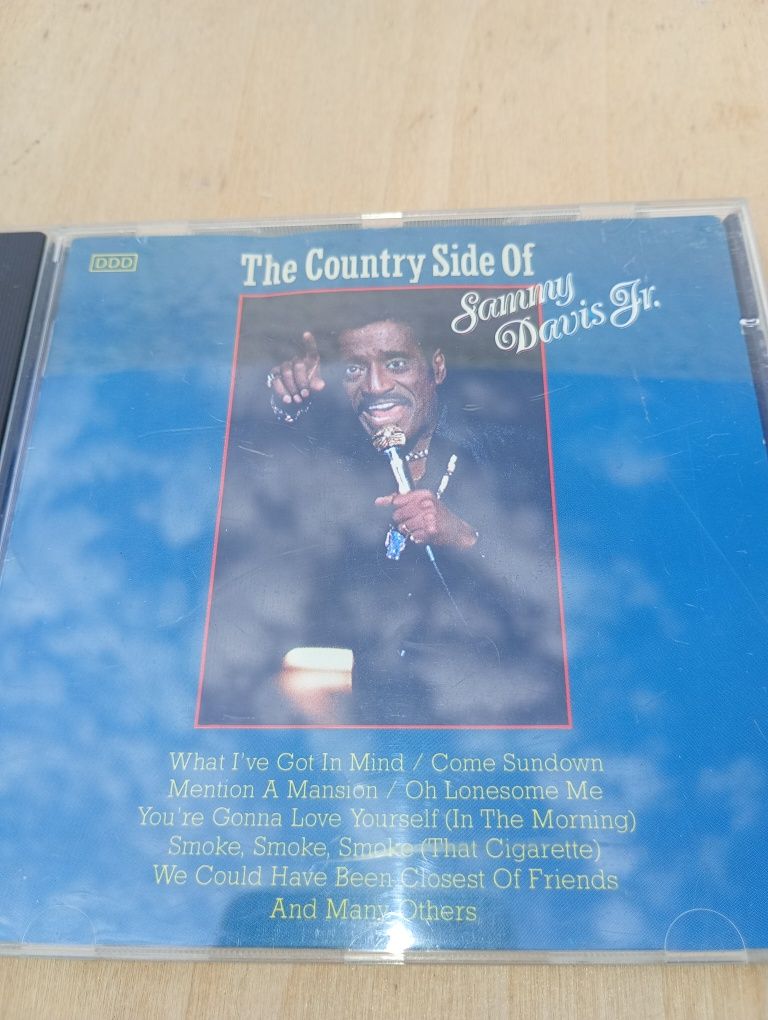 DDD
The Country Side Of
Sammy
Davis Jr.
What I've Got In Mind / Come Sundown
Mention A Mansion / Oh Lonesome Me
You're Gonna Love Yourself (In The Morning)
Smoke, Smoke, Smoke (That Cigarette)
We Could Have Been Closest Of Friends
And Many Others